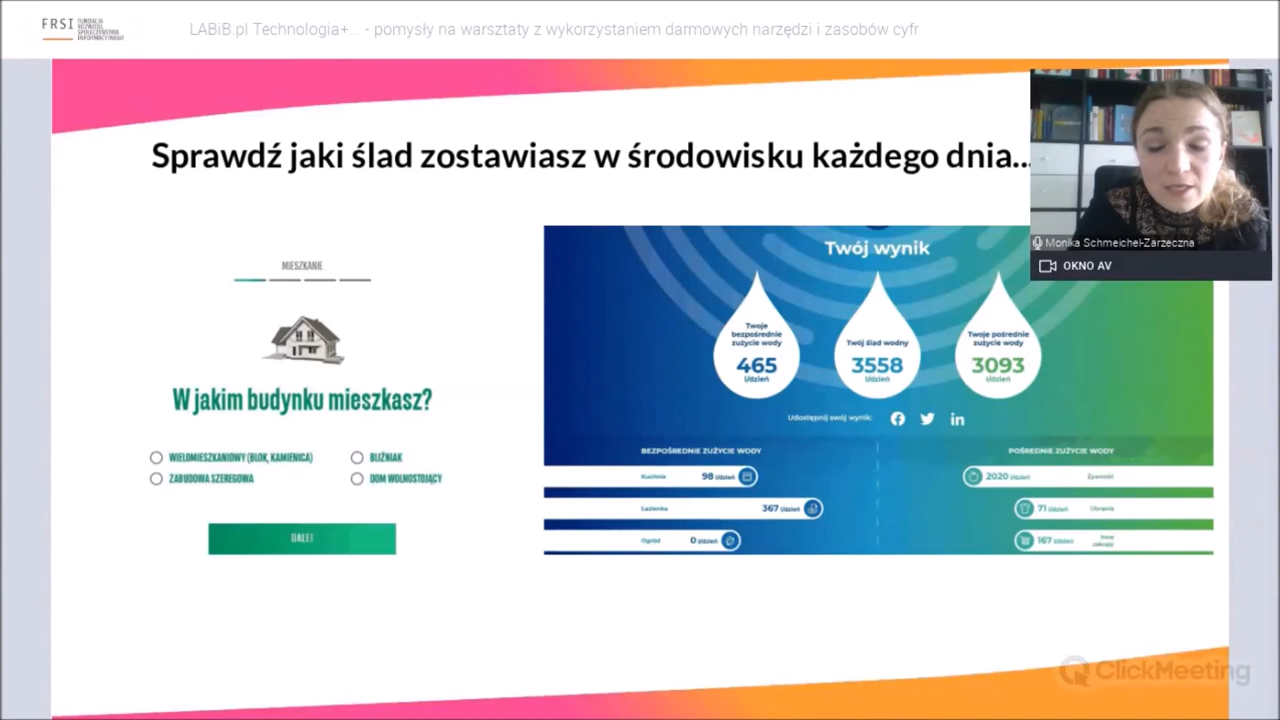 FRSI FUNDACJA
ROZWOJU
SPOŁECZEŃSTWA
INFORMACYJNEGO
LABiB.pl Technologia+... - pomysły na warsztaty z wykorzystaniem darmowych narzędzi i zasobów cyfr
Sprawdź jaki ślad zostawiasz w środowisku każdego dnia...
Monika Schmeichel-Zarzeczna
OKNO AV
MIESZKANIE
W jakim budynku mieszkasz?
WIELOMIESZKANIOWY (BLOK, KAMIENICA)
BLIŹNIAK
ZABUDOWA SZEREGOWA
DOM WOLNOSTOJĄCY
DALEJ
Twój wynik
Twoje
bezpośrednie
zużycie wody
465
l/dzień
Twój ślad wodny
3558
l/dzień
Twoje pośrednie
zużycie wody
3093
l/dzień
Udostępnij swój wynik:
BEZPOŚREDNIE ZUŻYCIE WODY
POŚREDNIE ZUŻYCIE WODY
Kuchnia 98 l/dzień
2020 l/dzień Żywność
Łazienka 367 l/dzień
71 l/dzień Ubrania
Ogród 0 l/dzień
167 l/dzień Inne
zakupy
ClickMeeting